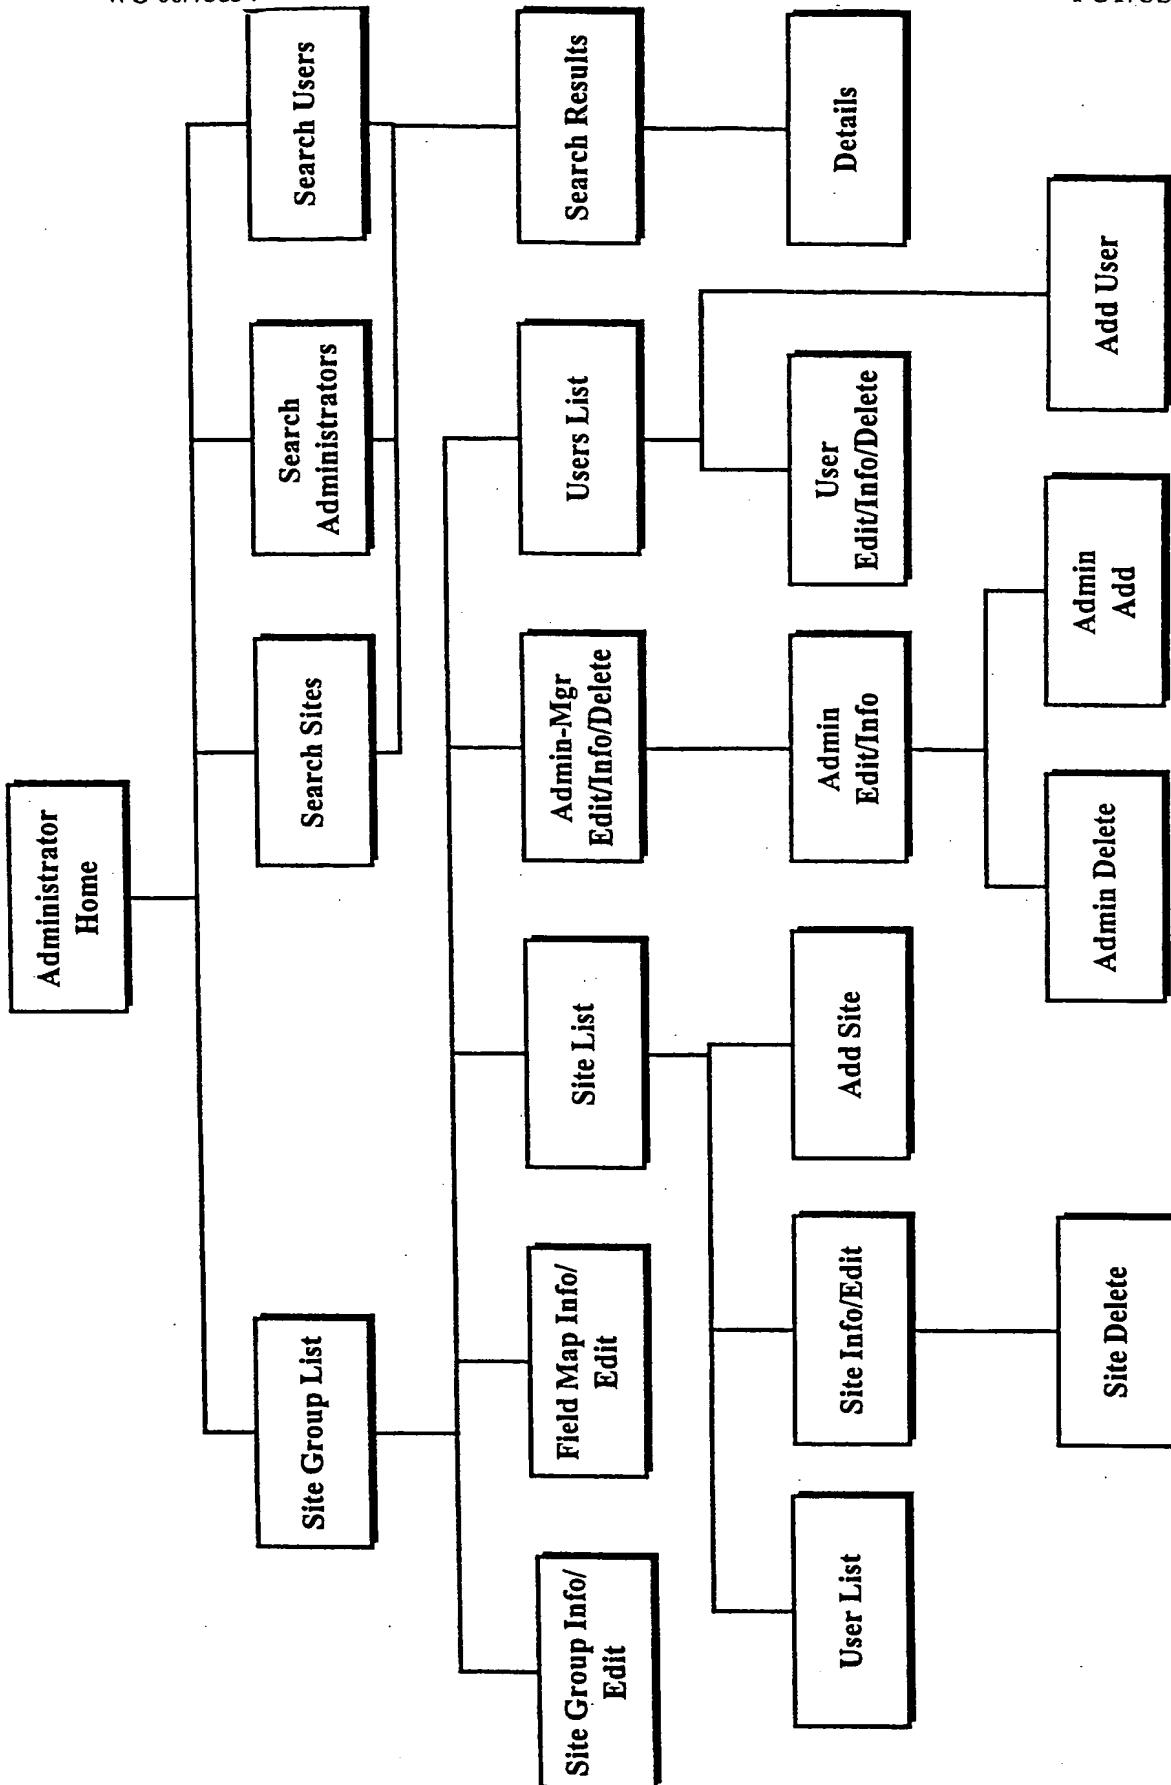 Administrator
Home
Site Group List
Search Sites
Search
Administrators
Search Users
Site Group Info/
Edit
Field Map Info/
Edit
Site List
Admin-Mgr
Edit/Info/Delete
Users List
Search Results
User List
Site Info/Edit
Add Site
Admin
Edit/Info
User
Edit/Info/Delete
Details
Site Delete
Admin Delete
Admin
Add
Add User